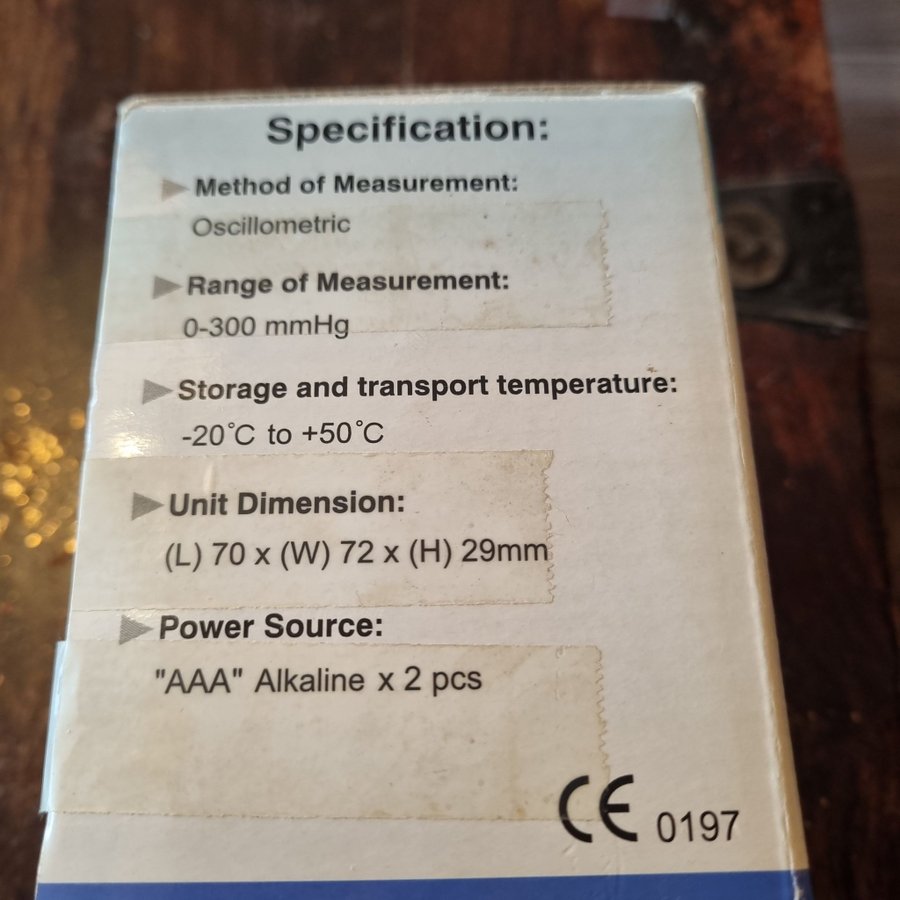 Specification:
Method of Measurement:
Oscillometric
Range of Measurement:
0-300 mmHg
Storage and transport temperature:
-20°C to +50°C
Unit Dimension:
(L) 70 x (W) 72 x (H) 29mm
Power Source:
"AAA" Alkaline x 2 pcs
CE 0197